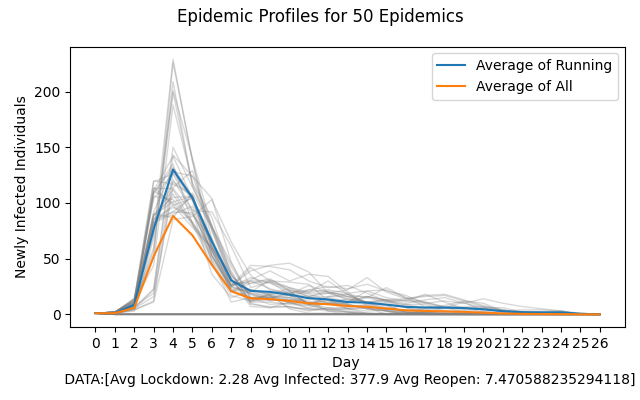 Epidemic Profiles for 50 Epidemics
Average of Running
Average of All
Newly Infected Individuals
200
150
100
50
0
0 1 2 3 4 5 6 7 8 9 10 11 12 13 14 15 16 17 18 19 20 21 22 23 24 25 26
Day
DATA:[Avg Lockdown: 2.28 Avg Infected: 377.9 Avg Reopen: 7.470588235294118]